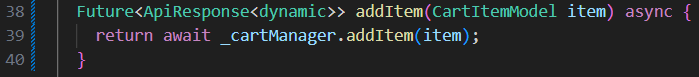 38 Future<ApiResponse<dynamic>> addItem(CartItemModel item) async {
39 return await _cartManager.addItem(item);
40 }